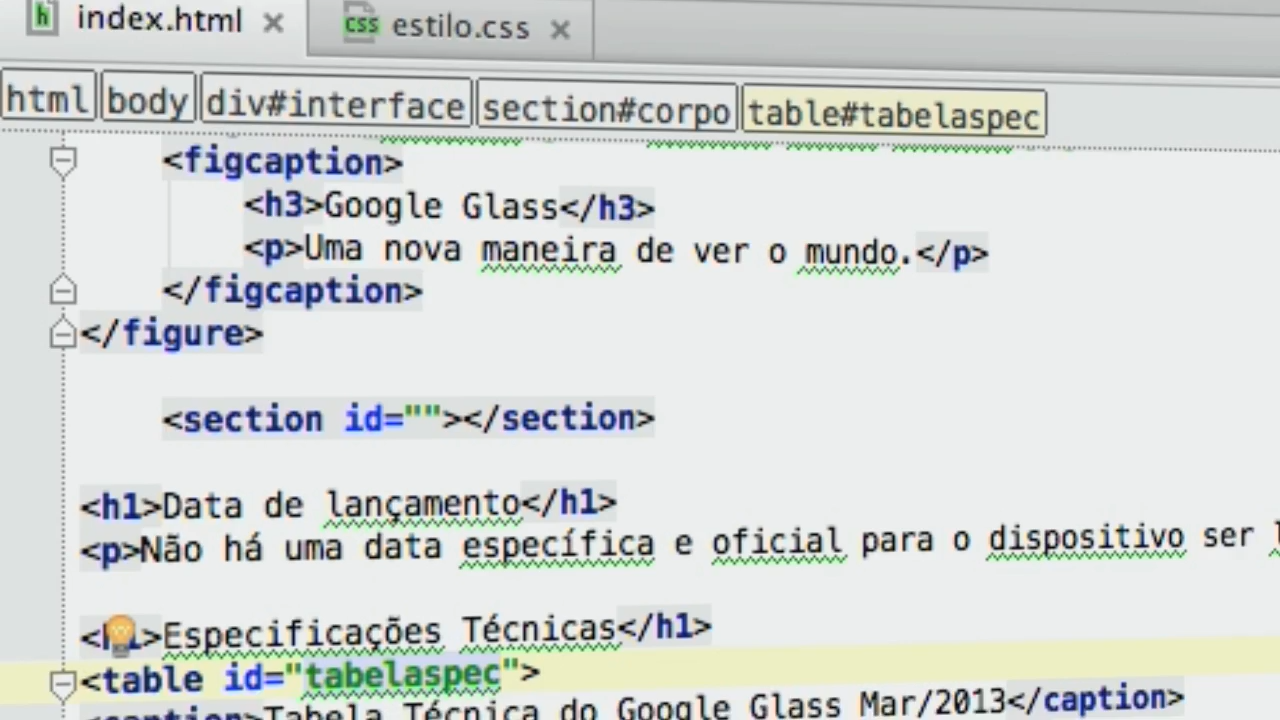 index.html estilo.css
html body div#interface section#corpo table#tabelaspec
<figcaption>
<h3>Google Glass</h3>
<p>Uma nova maneira de ver o mundo.</p>
</figcaption>
</figure>
<section id=""></section>
<h1>Data de lançamento</h1>
<p>Não há uma data específica e oficial para o dispositivo ser
<h1>Especificações Técnicas</h1>
<table id="tabelaspec">
<caption>Tabela Técnica do Google Glass Mar/2013</caption>